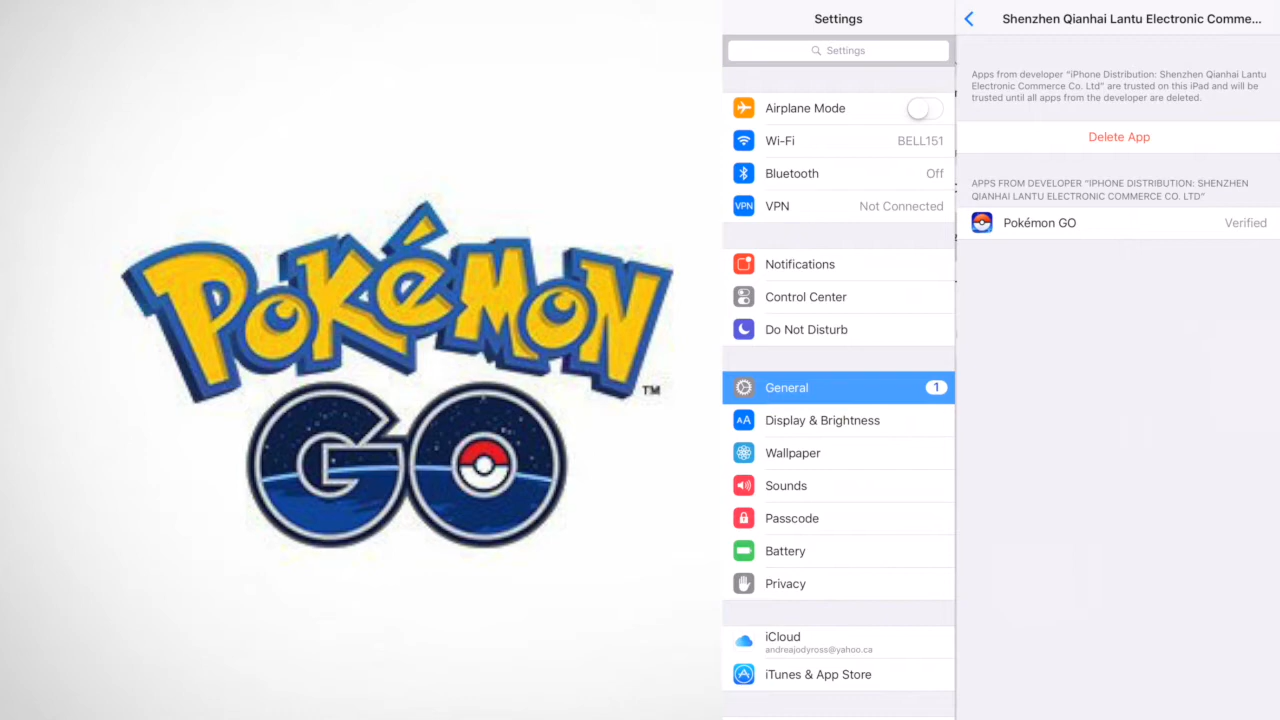 POKéMON
™
GO
Settings
Settings
Airplane Mode
Wi-Fi BELL151
Bluetooth Off
VPN VPN Not Connected
Notifications
Control Center
Do Not Disturb
General 1
AA Display & Brightness
Wallpaper
Sounds
Passcode
Battery
Privacy
iCloud
andreajodyross@yahoo.ca
iTunes & App Store
Shenzhen Qianhai Lantu Electronic Comme...
Apps from developer “iPhone Distribution: Shenzhen Qianhai Lantu
Electronic Commerce Co. Ltd” are trusted on this iPad and will be
trusted until all apps from the developer are deleted.
Delete App
APPS FROM DEVELOPER “IPHONE DISTRIBUTION: SHENZHEN
QIANHAI LANTU ELECTRONIC COMMERCE CO. LTD”
Pokémon GO Verified